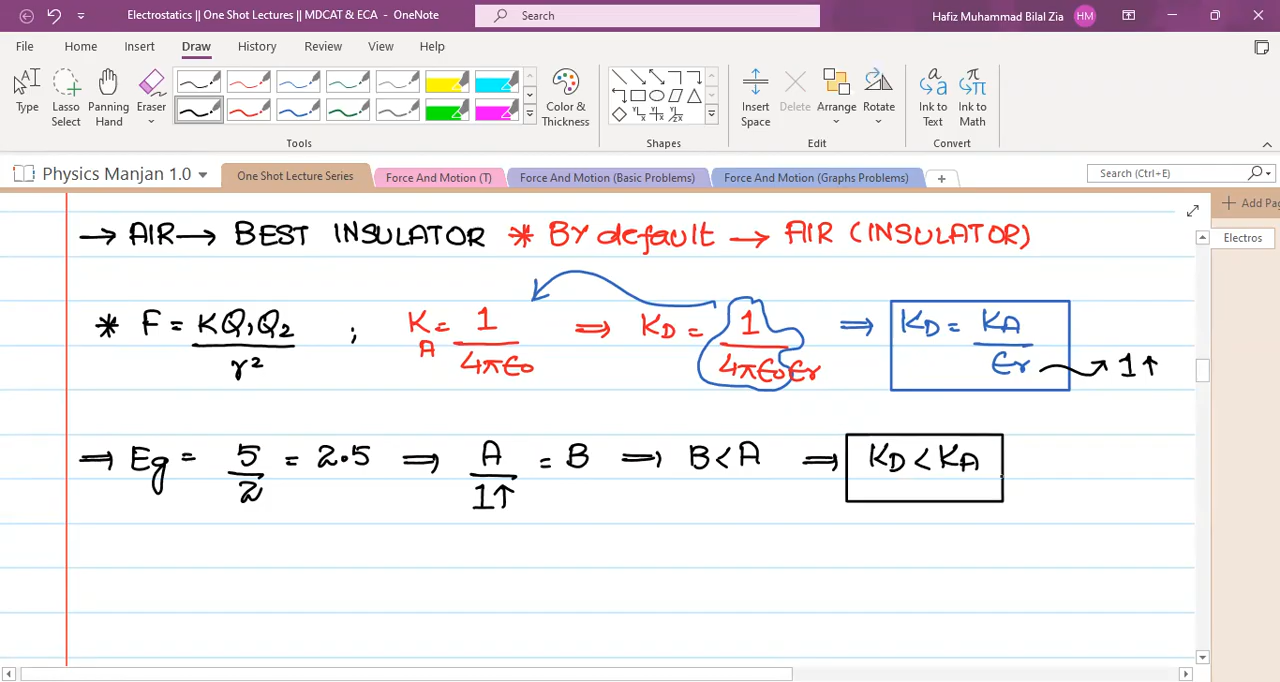 Electrostatics || One Shot Lectures || MDCAT & ECA - OneNote
Search
Hafiz Muhammad Bilal Zia HM
File Home Insert Draw History Review View Help
Type Lasso Select Panning Hand Eraser Color & Thickness Insert Space Delete Arrange Rotate Ink to Text Ink to Math
Tools Shapes Edit Convert
Physics Manjan 1.0 One Shot Lecture Series Force And Motion (T) Force And Motion (Basic Problems) Force And Motion (Graphs Problems) + Search (Ctrl+E)
Add Pag
Electros
→ AIR → BEST INSULATOR * By default → AIR (INSULATOR)
* F = KQ1Q2/r² ; KA = 1/4πϵ0 ⇒ KD = 1/4πϵ0ϵr ⇒ KD = KA/ϵr → 1↑
⇒ Eg = 5/2 = 2.5 ⇒ A/1↑ = B ⇒ B < A ⇒ KD < KA